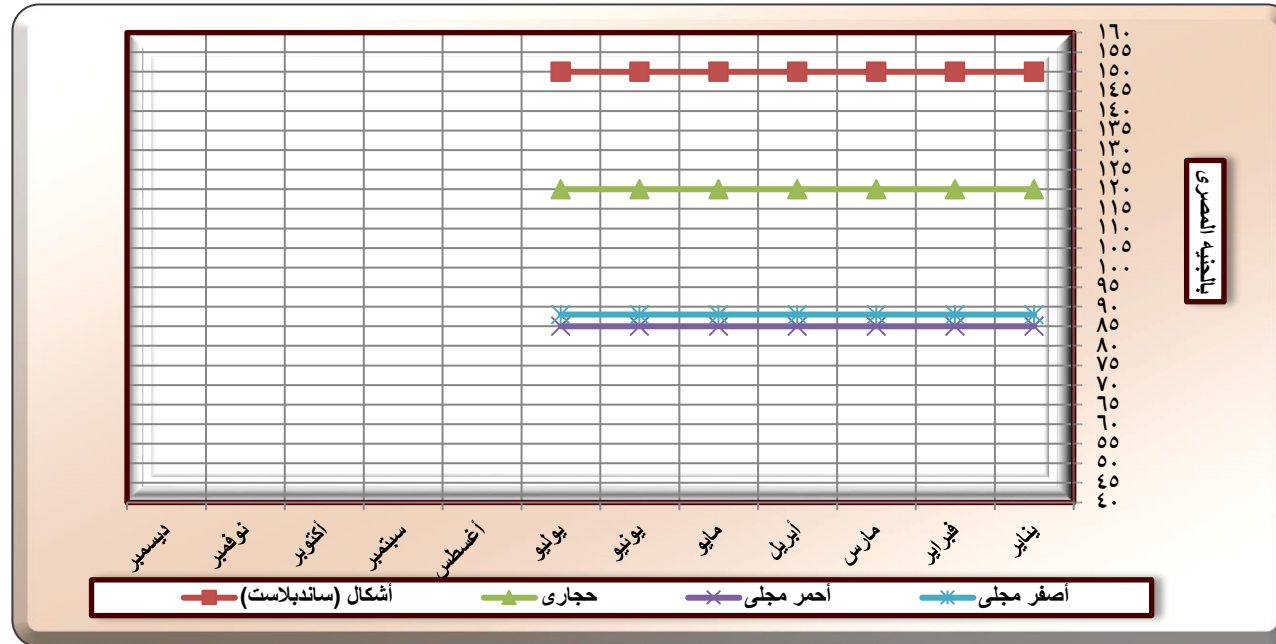 ١٦٠
١٥٥
١٥٠
١٤٥
١٤٠
١٣٥
١٣٠
١٢٥
١٢٠
١١٥
١١٠
١٠٥
١٠٠
٩٥
٩٠
٨٥
٨٠
٧٥
٧٠
٦٥
٦٠
٥٥
٥٠
٤٥
٤٠
بالجنيه المصرى
يناير
فبراير
مارس
أبريل
مايو
يونيو
يوليو
أغسطس
سبتمبر
أكتوبر
نوفمبر
ديسمبر
أصفر مجلى أحمر مجلى حجارى أشكال (ساندبلاست)